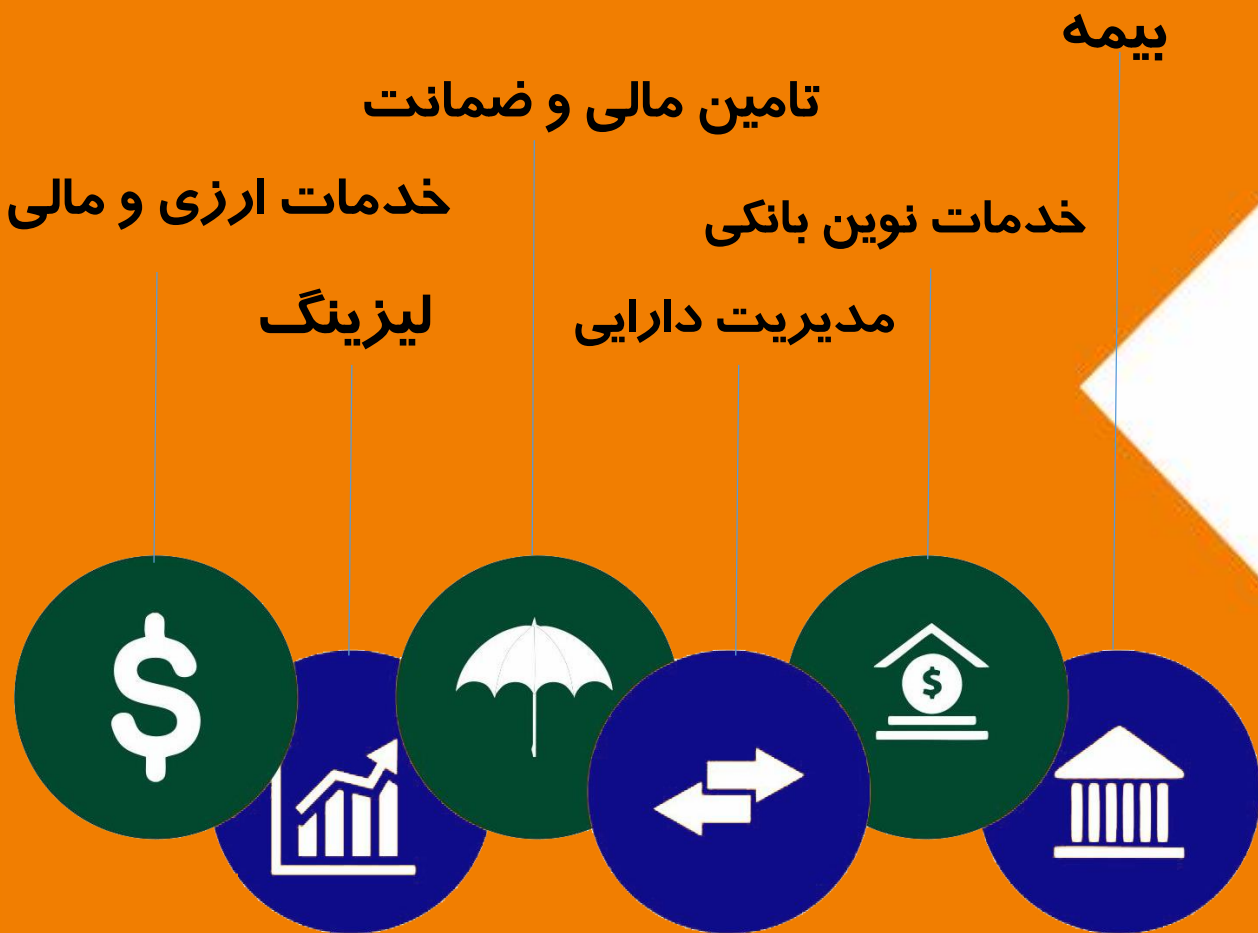 بیمه
تامین مالی و ضمانت
خدمات ارزی و مالی
خدمات نوین بانکی
لیزینگ
مدیریت دارایی
$
$